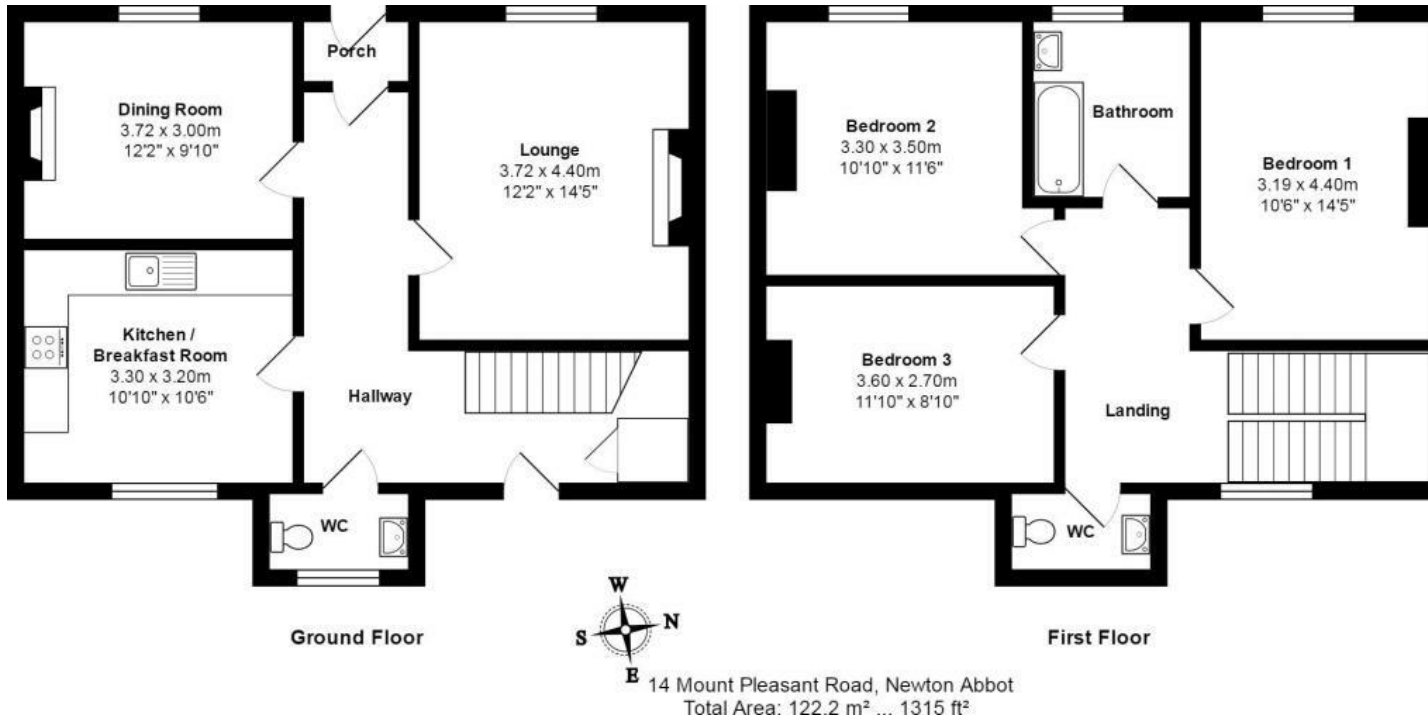 Porch
Dining Room
3.72 x 3.00m
12'2" x 9'10"
Lounge
3.72 x 4.40m
12'2" x 14'5"
Kitchen /
Breakfast Room
3.30 x 3.20m
10'10" x 10'6"
Hallway
WC
Ground Floor
Bedroom 2
3.30 x 3.50m
10'10" x 11'6"
Bathroom
Bedroom 1
3.19 x 4.40m
10'6" x 14'5"
Bedroom 3
3.60 x 2.70m
11'10" x 8'10"
Landing
WC
First Floor
W
N
S
E
14 Mount Pleasant Road, Newton Abbot
Total Area: 122.2 m² ... 1315 ft²